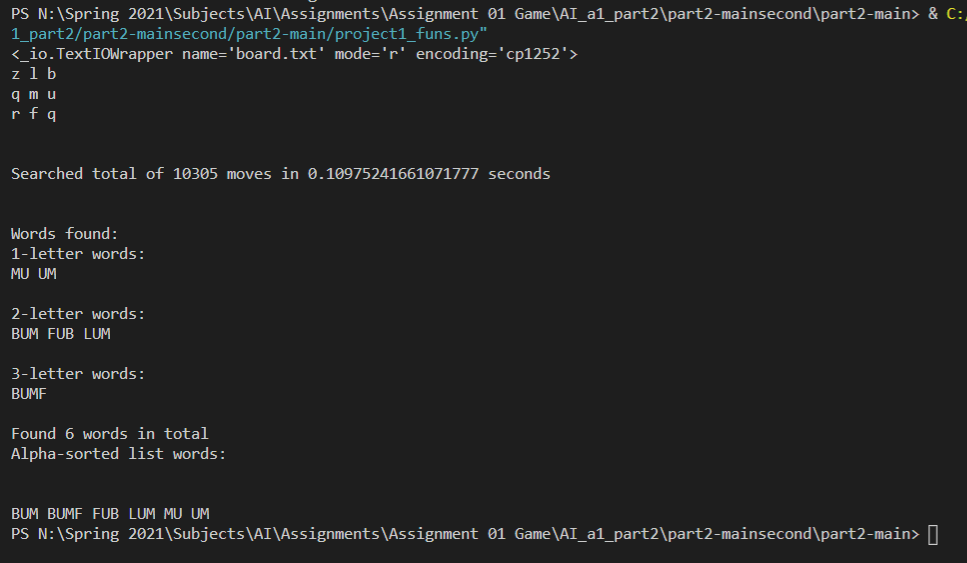 PS N:\Spring 2021\Subjects\AI\Assignments\Assignment 01 Game\AI_a1_part2\part2-mainsecond\part2-main> & C:/
1_part2/part2-mainsecond/part2-main/project1_funs.py"
<_io.TextIOWrapper name='board.txt' mode='r' encoding='cp1252'>
z l b
q m u
r f q
Searched total of 10305 moves in 0.10975241661071777 seconds
Words found:
1-letter words:
MU UM
2-letter words:
BUM FUB LUM
3-letter words:
BUMF
Found 6 words in total
Alpha-sorted list words:
BUM BUMF FUB LUM MU UM
PS N:\Spring 2021\Subjects\AI\Assignments\Assignment 01 Game\AI_a1_part2\part2-mainsecond\part2-main>